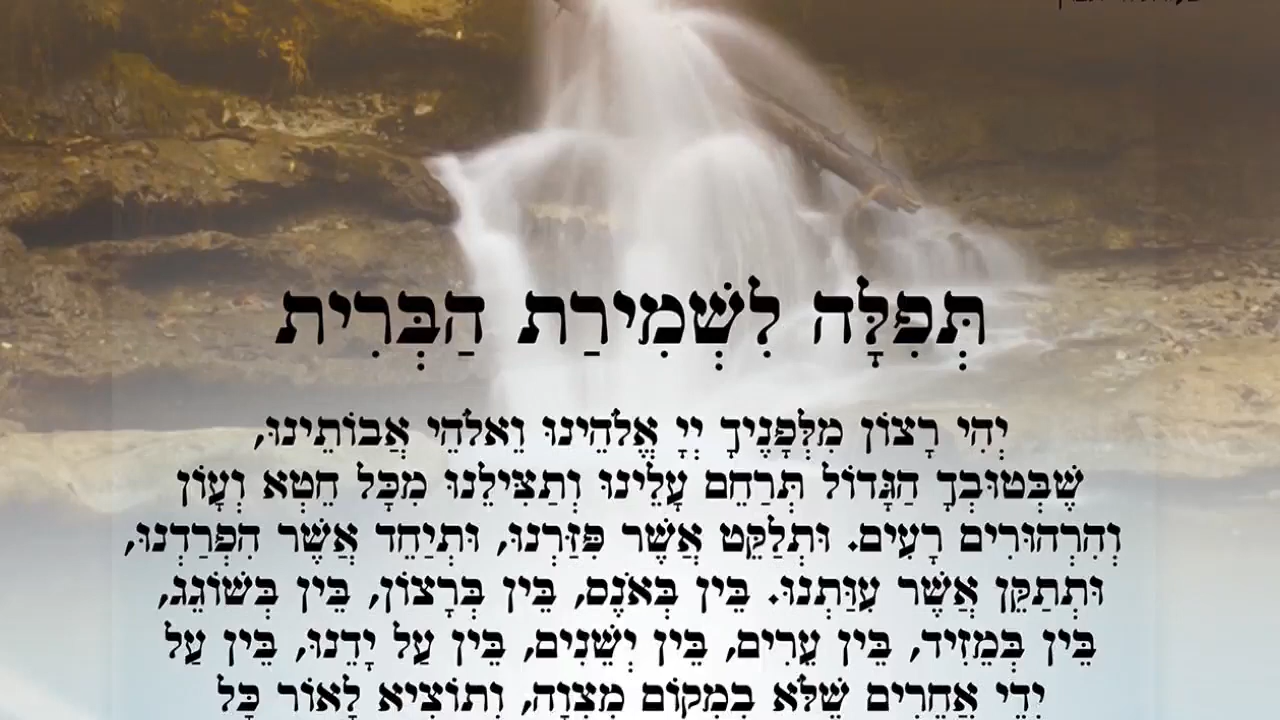 תְּפִלָּה לִשְׁמִירַת הַבְּרִית
יְהִי רָצוֹן מִלְּפָנֶיךָ יְיָ אֱלֹהֵינוּ וֵאלֹהֵי אֲבוֹתֵינוּ,
שֶׁבְּטוּבְךָ הַגָּדוֹל תְּרַחֵם עָלֵינוּ וְתַצִּילֵנוּ מִכָּל חֵטְא וְעָוֹן
וְהִרְהוּרִים רָעִים. וּתְלַקֵּט אֲשֶׁר פִּזַּרְנוּ, וּתְיַחֵד אֲשֶׁר הִפְרַדְנוּ,
וּתְתַקֵּן אֲשֶׁר עִוַּתְנוּ. בֵּין בְּאֹנֶס, בֵּין בְּרָצוֹן, בֵּין בְּשׁוֹגֵג,
בֵּין בְּמֵזִיד, בֵּין עֵרִים, בֵּין יְשֵׁנִים, בֵּין עַל יָדֵנוּ, בֵּין עַל
יְדֵי אֲחֵרִים שֶׁלֹּא בִמְקוֹם מִצְוָה, וְתוֹצִיא לָאוֹר כָּל